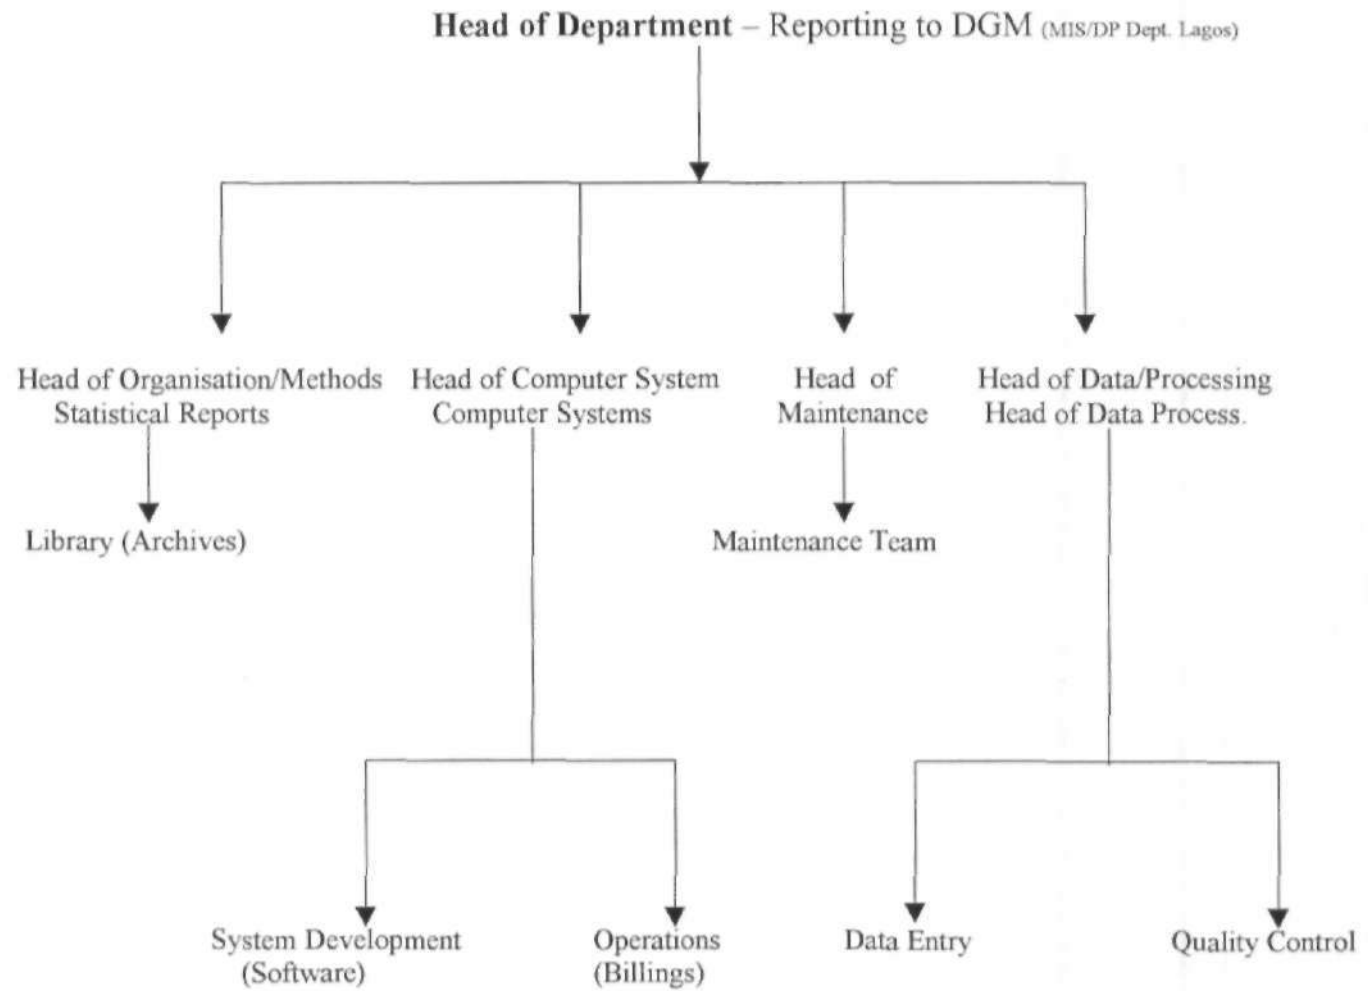 Head of Department – Reporting to DGM (MIS/DP Dept. Lagos)
Head of Organisation/Methods
Statistical Reports
Head of Computer System
Computer Systems
Head of
Maintenance
Head of Data/Processing
Head of Data Process.
Library (Archives)
Maintenance Team
System Development
(Software)
Operations
(Billings)
Data Entry
Quality Control